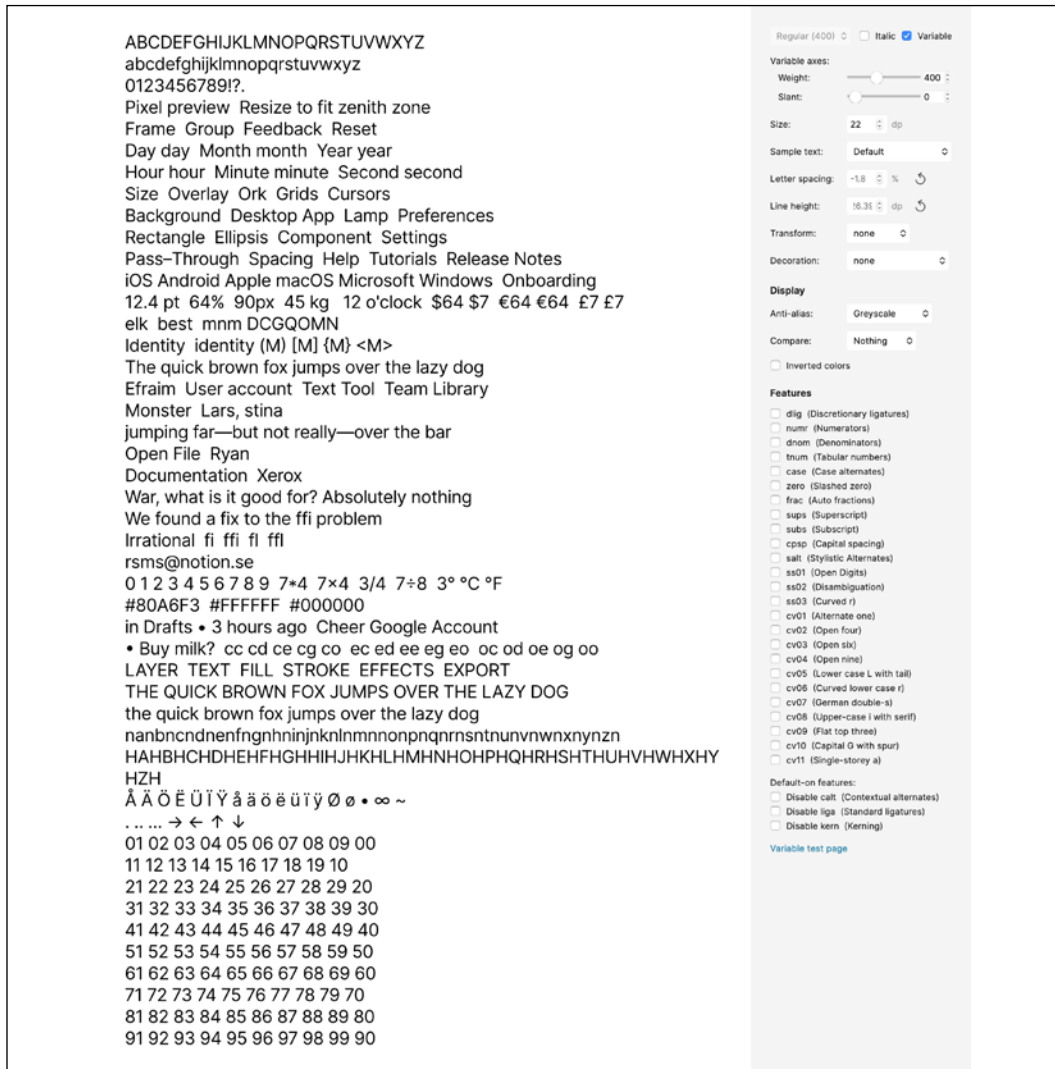 ABCDEFGHIJKLMNOPQRSTUVWXYZ
abcdefghijklmnopqrstuvwxyz
0123456789!?.
Pixel preview  Resize to fit zenith zone
Frame  Group  Feedback  Reset
Day day  Month month  Year year
Hour hour  Minute minute  Second second
Size  Overlay  Ork  Grids  Cursors
Background  Desktop App  Lamp  Preferences
Rectangle  Ellipsis  Component  Settings
Pass–Through  Spacing  Help  Tutorials  Release Notes
iOS Android Apple macOS Microsoft Windows  Onboarding
12.4 pt  64%  90px  45 kg   12 o'clock  $64 $7  €64 €64  £7 £7
elk  best  mnm DCGQOMN
Identity  identity (M) [M] {M} <M>
The quick brown fox jumps over the lazy dog
Efraim  User account  Text Tool  Team Library
Monster  Lars, stina
jumping far—but not really—over the bar
Open File  Ryan
Documentation  Xerox
War, what is it good for? Absolutely nothing
We found a fix to the ffi problem
Irrational  fi  ffi  fl  ffl
rsms@notion.se
0 1 2 3 4 5 6 7 8 9  7*4  7×4  3/4  7÷8  3° °C °F
#80A6F3  #FFFFFF  #000000
in Drafts • 3 hours ago  Cheer Google Account
• Buy milk?  cc cd ce cg co  ec ed ee eg eo  oc od oe og oo
LAYER  TEXT  FILL  STROKE  EFFECTS  EXPORT
THE QUICK BROWN FOX JUMPS OVER THE LAZY DOG
the quick brown fox jumps over the lazy dog
nanbncndnenfngnhninjnknlnmnnonpnqnrnsntnunvnwnxnynzn
HAHBHCHDHEHFHGHHIHJHKHLHMHNHOHPHQHRHSHTHUHVHWHXHY
HZH
Å Ä Ö Ë Ü Ï Ÿ å ä ö ë ü ï ÿ Ø ø • ∞ ~
. .. ... → ← ↑ ↓
01 02 03 04 05 06 07 08 09 00
11 12 13 14 15 16 17 18 19 10
21 22 23 24 25 26 27 28 29 20
31 32 33 34 35 36 37 38 39 30
41 42 43 44 45 46 47 48 49 40
51 52 53 54 55 56 57 58 59 50
61 62 63 64 65 66 67 68 69 60
71 72 73 74 75 76 77 78 79 70
81 82 83 84 85 86 87 88 89 80
91 92 93 94 95 96 97 98 99 90
Regular (400)  Italic  Variable
Variable axes:
Weight: 400
Slant: 0
Size: 22 dp
Sample text: Default
Letter spacing: -1.8 %
Line height: dp
Transform: none
Decoration: none
Display
Anti-alias: Greyscale
Compare: Nothing
Inverted colors
Features
dlig (Discretionary ligatures)
numr (Numerators)
dnom (Denominators)
tnum (Tabular numbers)
case (Case alternates)
zero (Slashed zero)
frac (Auto fractions)
sups (Superscript)
subs (Subscript)
cpsp (Capital spacing)
salt (Stylistic Alternates)
ss01 (Open Digits)
ss02 (Disambiguation)
ss03 (Curved r)
cv01 (Alternate one)
cv02 (Open four)
cv03 (Open six)
cv04 (Open nine)
cv05 (Lower case L with tail)
cv06 (Curved lower case r)
cv07 (German double-s)
cv08 (Upper-case i with serif)
cv09 (Flat top three)
cv10 (Capital G with spur)
cv11 (Single-storey a)
Default-on features:
Disable calt (Contextual alternates)
Disable liga (Standard ligatures)
Disable kern (Kerning)
Variable test page